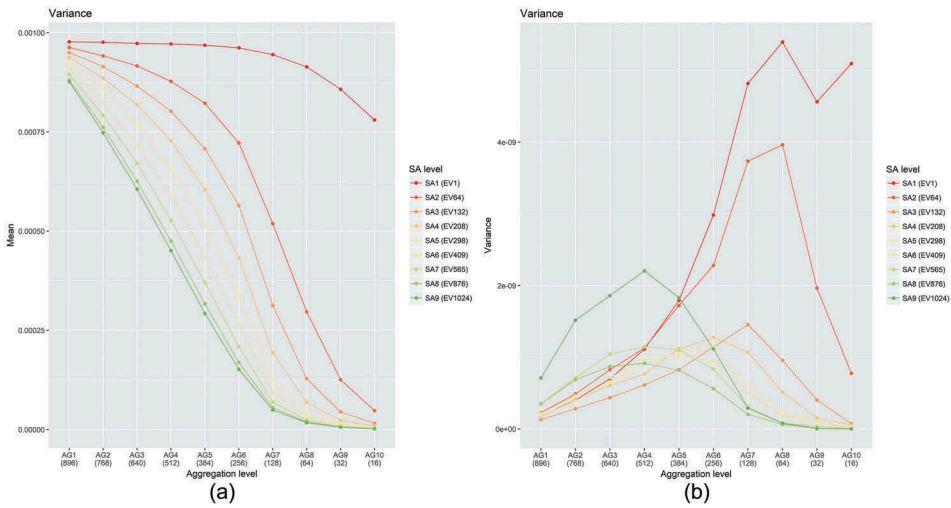 Variance
0.00100
0.00075
0.00050
0.00025
0.00000
Mean
AG1 (896)
AG2 (768)
AG3 (640)
AG4 (512)
AG5 (384)
AG6 (256)
AG7 (128)
AG8 (64)
AG9 (32)
AG10 (16)
Aggregation level
SA level
SA1 (EV1)
SA2 (EV64)
SA3 (EV132)
SA4 (EV208)
SA5 (EV298)
SA6 (EV409)
SA7 (EV565)
SA8 (EV876)
SA9 (EV1024)
(a)
Variance
4e-09
2e-09
0e+00
Variance
AG1 (896)
AG2 (768)
AG3 (640)
AG4 (512)
AG5 (384)
AG6 (256)
AG7 (128)
AG8 (64)
AG9 (32)
AG10 (16)
Aggregation level
SA level
SA1 (EV1)
SA2 (EV64)
SA3 (EV132)
SA4 (EV208)
SA5 (EV298)
SA6 (EV409)
SA7 (EV565)
SA8 (EV876)
SA9 (EV1024)
(b)